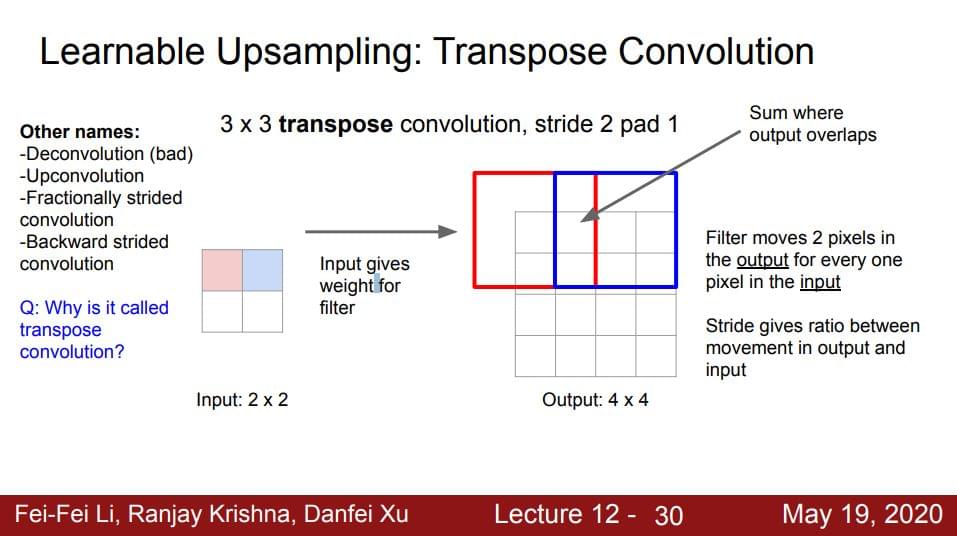 Learnable Upsampling: Transpose Convolution
Other names:
-Deconvolution (bad)
-Upconvolution
-Fractionally strided
convolution
-Backward strided
convolution
Q: Why is it called
transpose
convolution?
3 x 3 transpose convolution, stride 2 pad 1
Sum where
output overlaps
Input gives
weight for
filter
Filter moves 2 pixels in
the output for every one
pixel in the input
Stride gives ratio between
movement in output and
input
Input: 2 x 2
Output: 4 x 4
Fei-Fei Li, Ranjay Krishna, Danfei Xu
Lecture 12 - 30
May 19, 2020